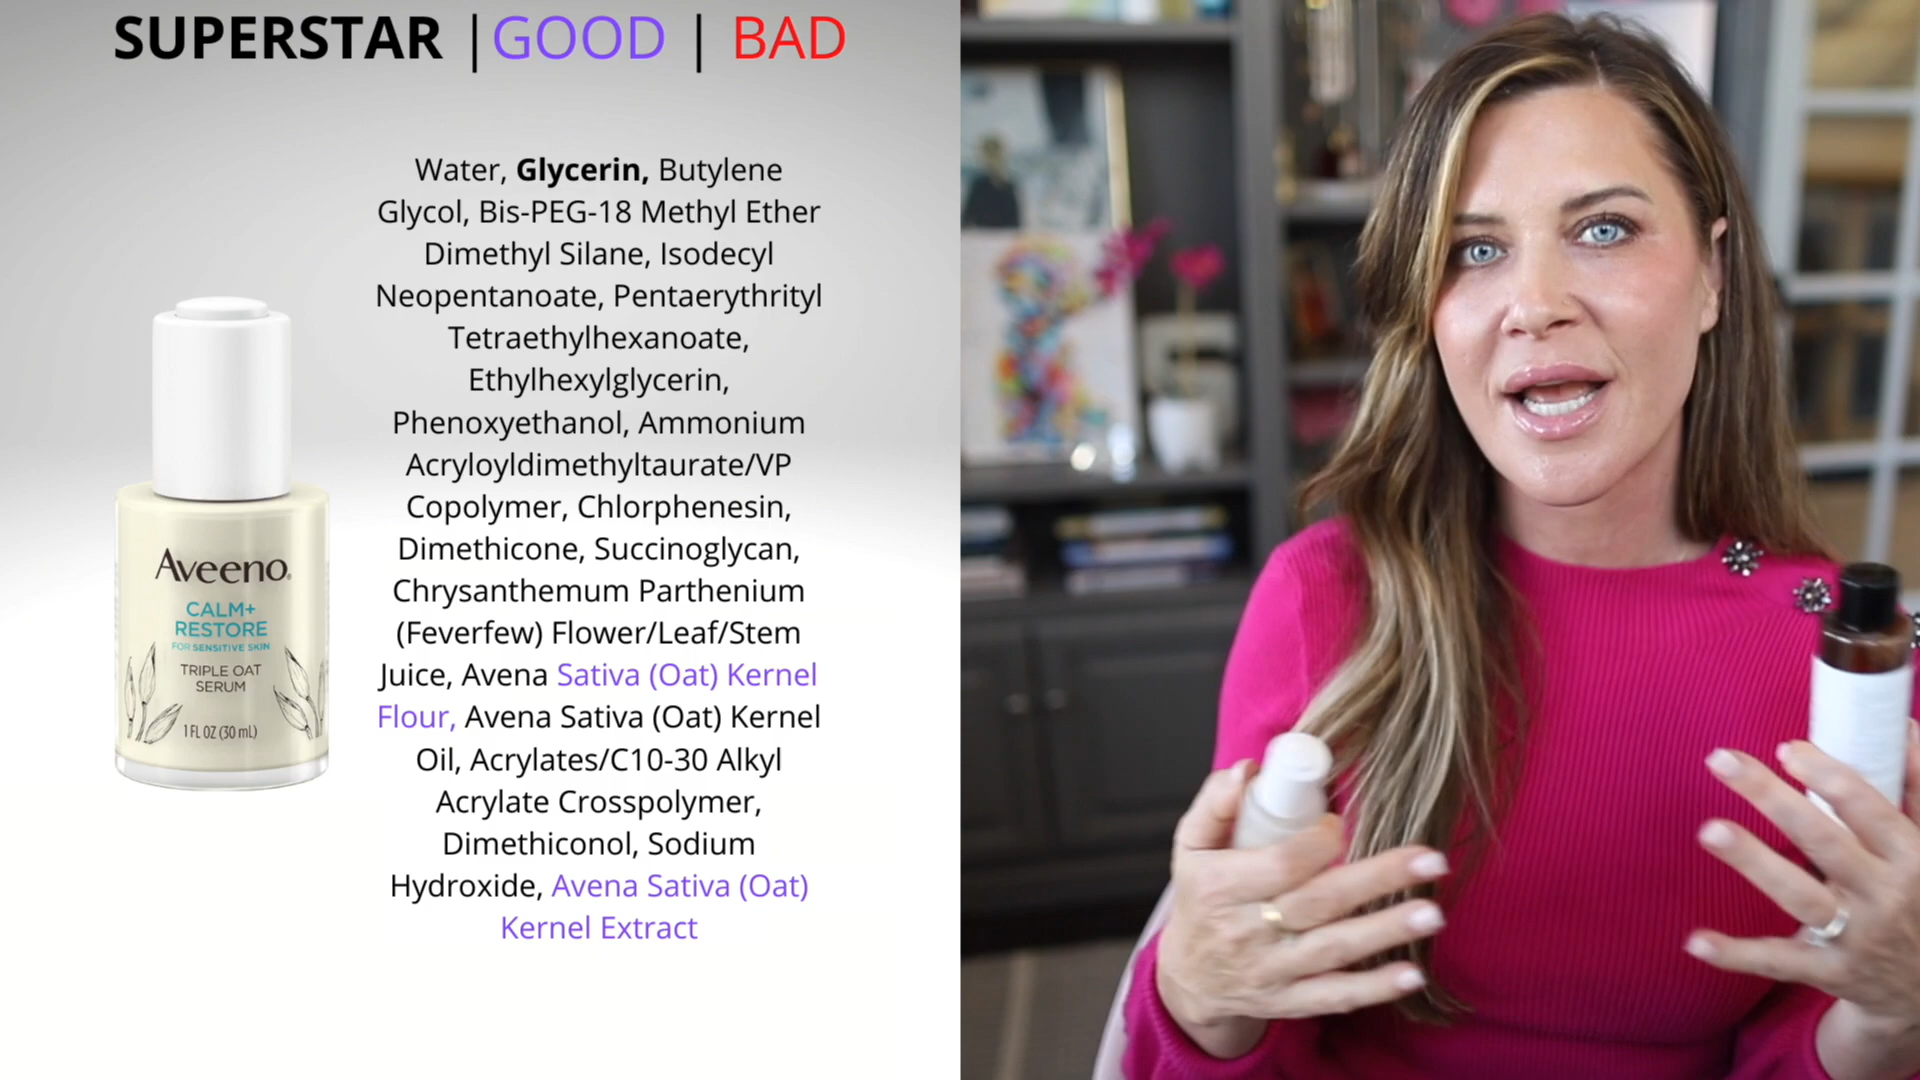 SUPERSTAR | GOOD | BAD
Water, Glycerin, Butylene
Glycol, Bis-PEG-18 Methyl Ether
Dimethyl Silane, Isodecyl
Neopentanoate, Pentaerythrityl
Tetraethylhexanoate,
Ethylhexylglycerin,
Phenoxyethanol, Ammonium
Acryloyldimethyltaurate/VP
Copolymer, Chlorphenesin,
Dimethicone, Succinoglycan,
Chrysanthemum Parthenium
(Feverfew) Flower/Leaf/Stem
Juice, Avena Sativa (Oat) Kernel
Flour, Avena Sativa (Oat) Kernel
Oil, Acrylates/C10-30 Alkyl
Acrylate Crosspolymer,
Dimethiconol, Sodium
Hydroxide, Avena Sativa (Oat)
Kernel Extract
Aveeno®
CALM+
RESTORE
FOR SENSITIVE SKIN
TRIPLE OAT
SERUM
1 FL OZ (30 mL)